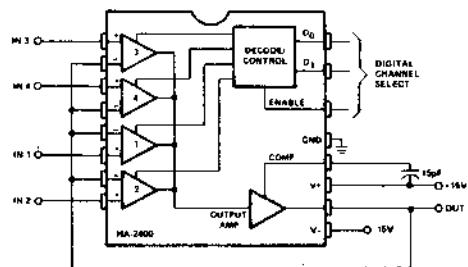 IN 3
3
DECODE/
CONTROL
D0
D1
DIGITAL
CHANNEL
SELECT
IN 4
4
ENABLE
IN 1
1
GND
COMP
15pF
IN 2
2
V+
+15V
OUTPUT
AMP
OUT
HA-2400
V-
-15V